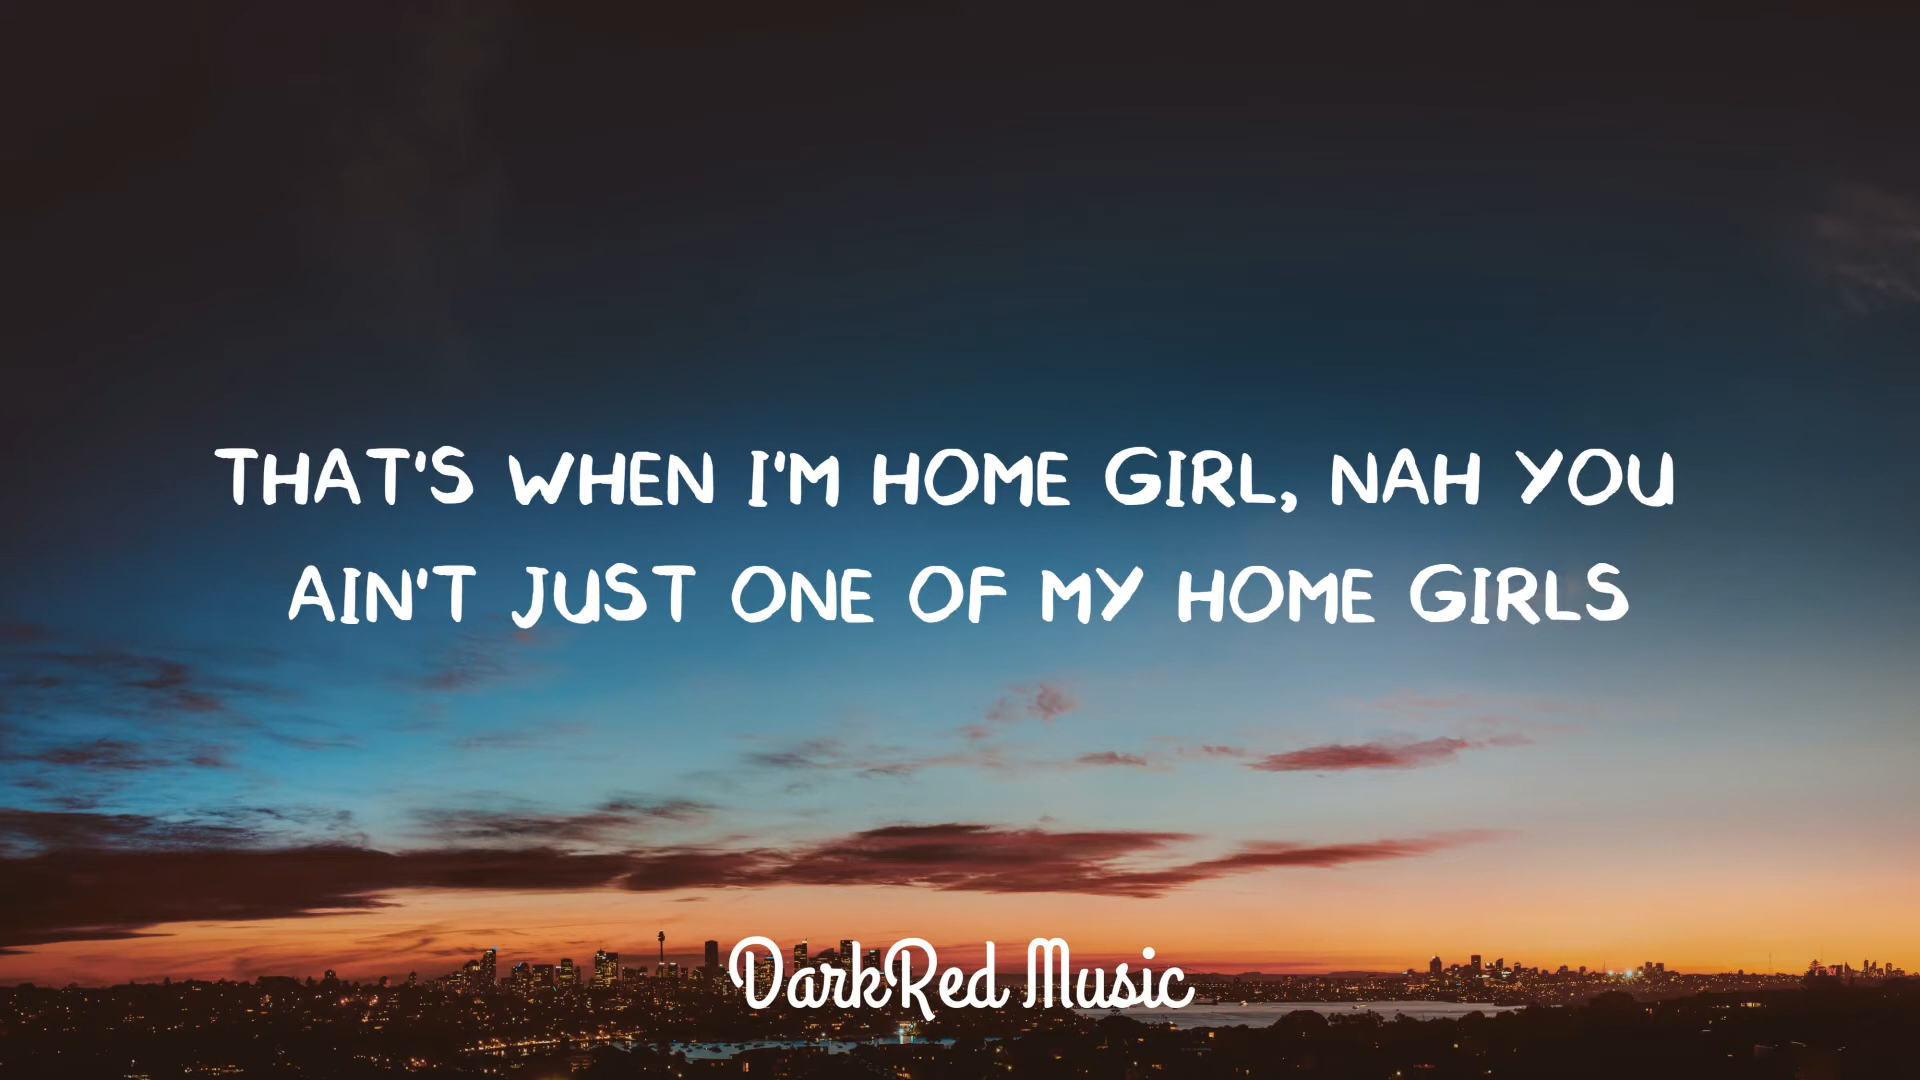 THAT'S WHEN I'M HOME GIRL, NAH YOU
AIN'T JUST ONE OF MY HOME GIRLS
DarkRed Music